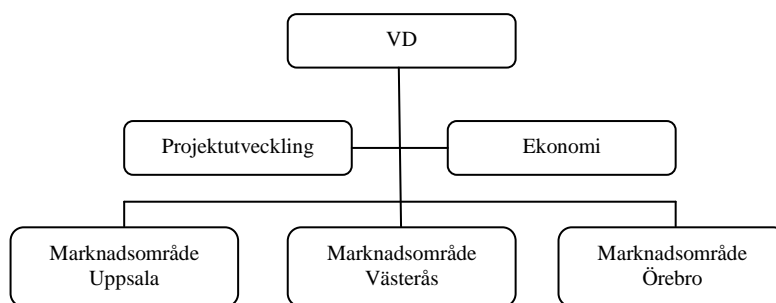 VD
Projektutveckling
Ekonomi
Marknadsområde
Uppsala
Marknadsområde
Västerås
Marknadsområde
Örebro